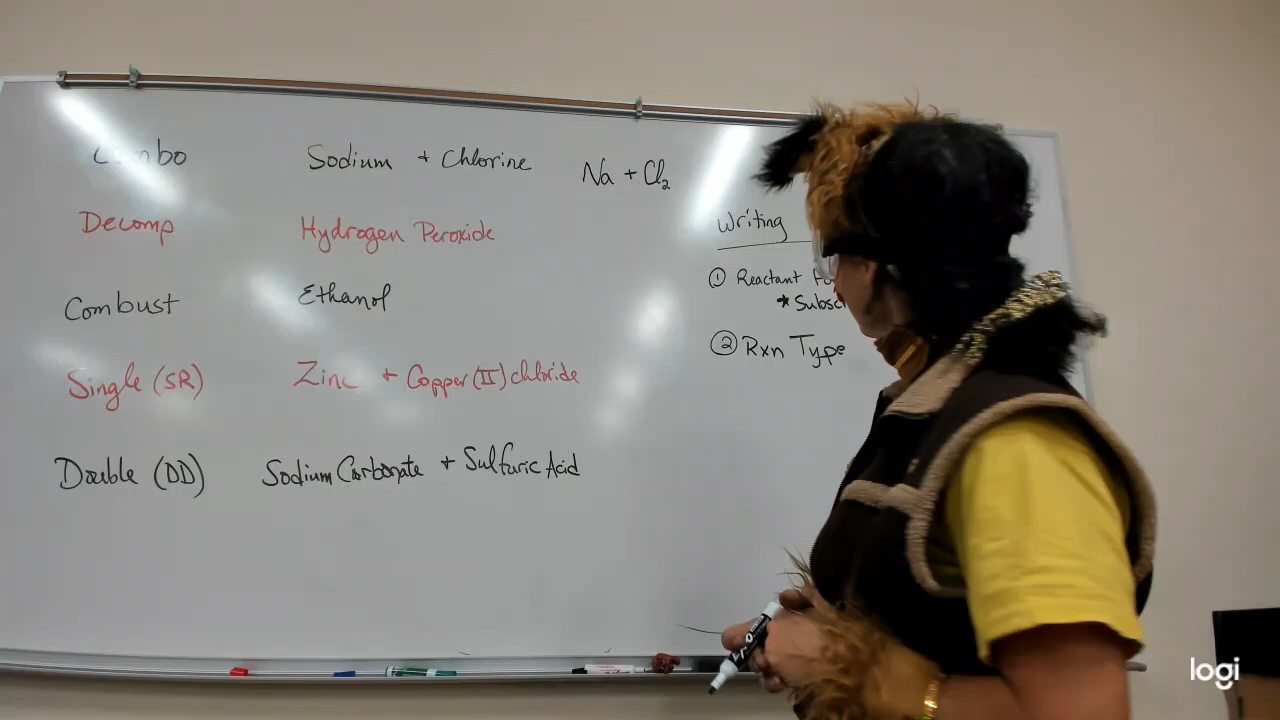 Combo Sodium + Chlorine Na + Cl₂
Decomp Hydrogen Peroxide
Combust Ethanol
Single (SR) Zinc + Copper (II) chloride
Double (DD) Sodium Carbonate + Sulfuric Acid
Writing
① Reactant
*
② Rxn Type
logi